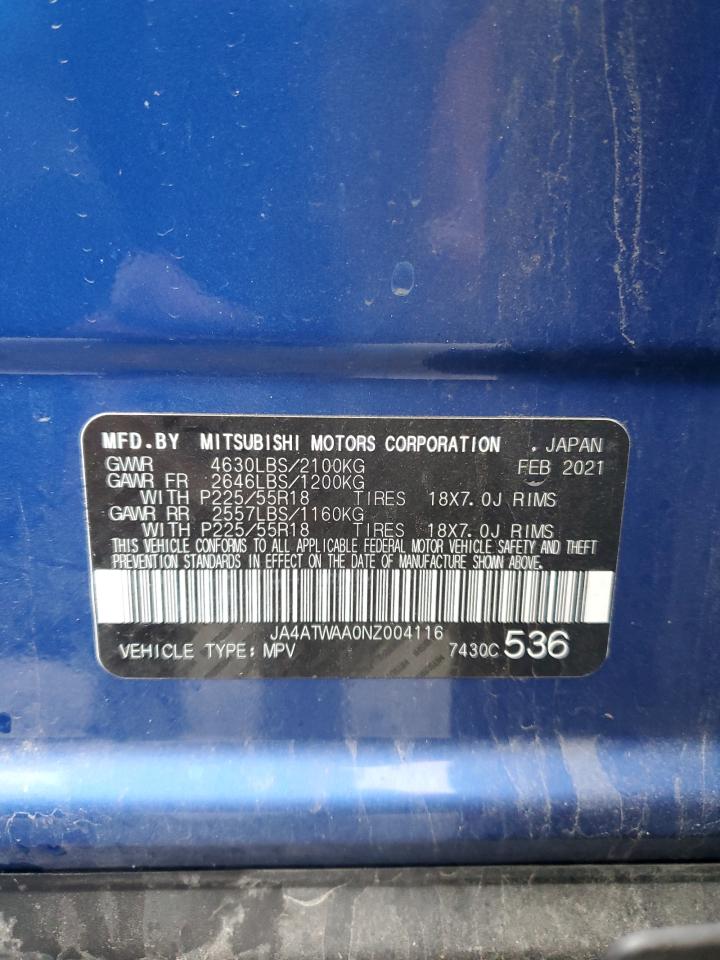 MFD.BY MITSUBISHI MOTORS CORPORATION . JAPAN
GVWR 4630LBS/2100KG FEB 2021
GAWR FR 2646LBS/1200KG
WITH P225/55R18 TIRES 18X7.0J RIMS
GAWR RR 2557LBS/1160KG
WITH P225/55R18 TIRES 18X7.0J RIMS
THIS VEHICLE CONFORMS TO ALL APPLICABLE FEDERAL MOTOR VEHICLE SAFETY AND THEFT
PREVENTION STANDARDS IN EFFECT ON THE DATE OF MANUFACTURE SHOWN ABOVE.
JA4ATWAA0NZ004116
VEHICLE TYPE: MPV 7430C 536